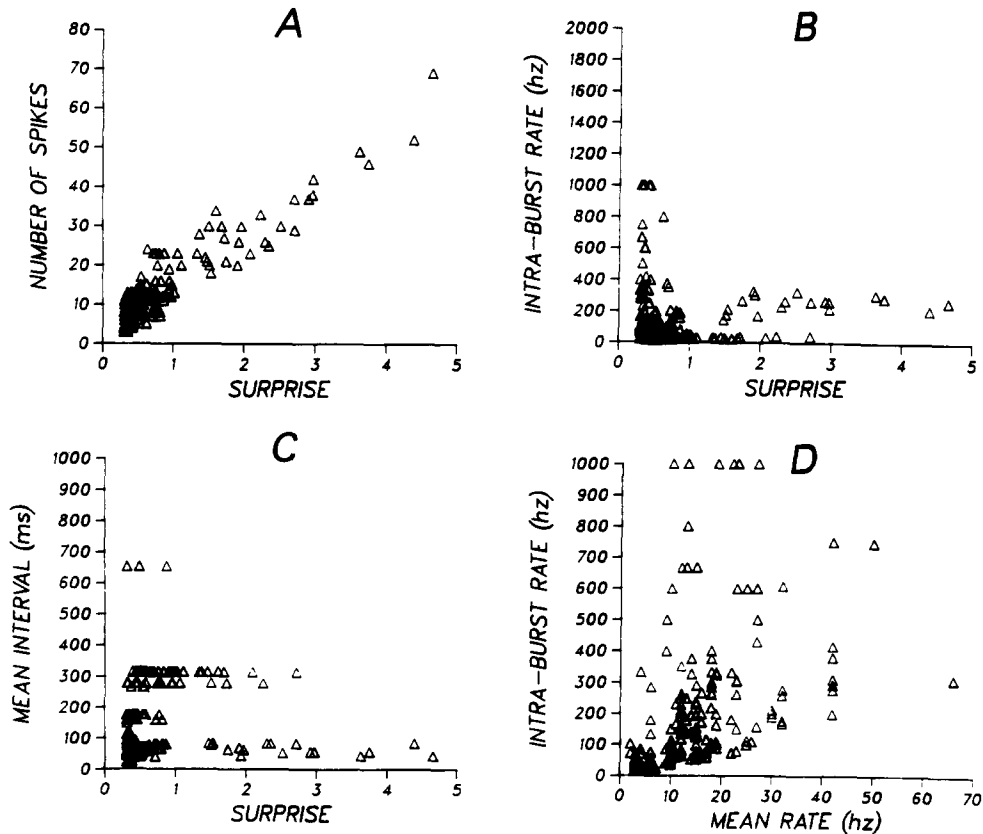 A
NUMBER OF SPIKES
80
70
60
50
40
30
20
10
0
0 1 2 3 4 5
SURPRISE
B
INTRA-BURST RATE (hz)
2000
1800
1600
1400
1200
1000
800
600
400
200
0
0 1 2 3 4 5
SURPRISE
C
MEAN INTERVAL (ms)
1000
900
800
700
650
500
400
300
200
100
0
0 1 2 3 4 5
SURPRISE
D
INTRA-BURST RATE (hz)
1000
900
800
700
600
500
400
300
200
100
0
0 10 20 30 40 50 60 70
MEAN RATE (hz)